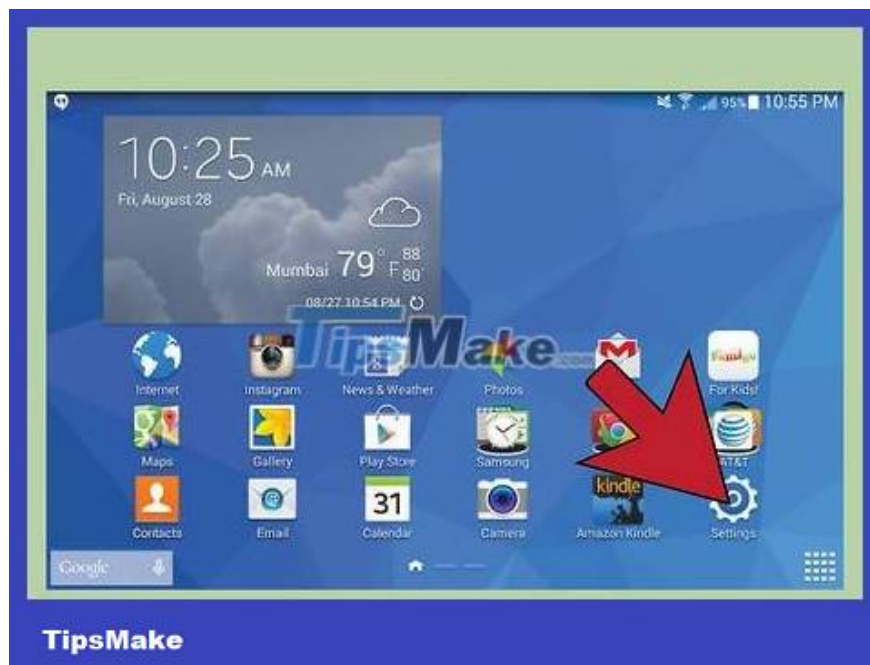 95% 10:55 PM
10:25 AM
Fri, August 28
Mumbai 79° F 88° 80°
08/27 10:54 PM
TipsMake.com
Internet Instagram News & Weather Photos For Kids!
Maps Gallery Play Store Samsung AT&T
31
kindle
Contacts Email Calendar Camera Amazon Kindle Settings
Google
TipsMake